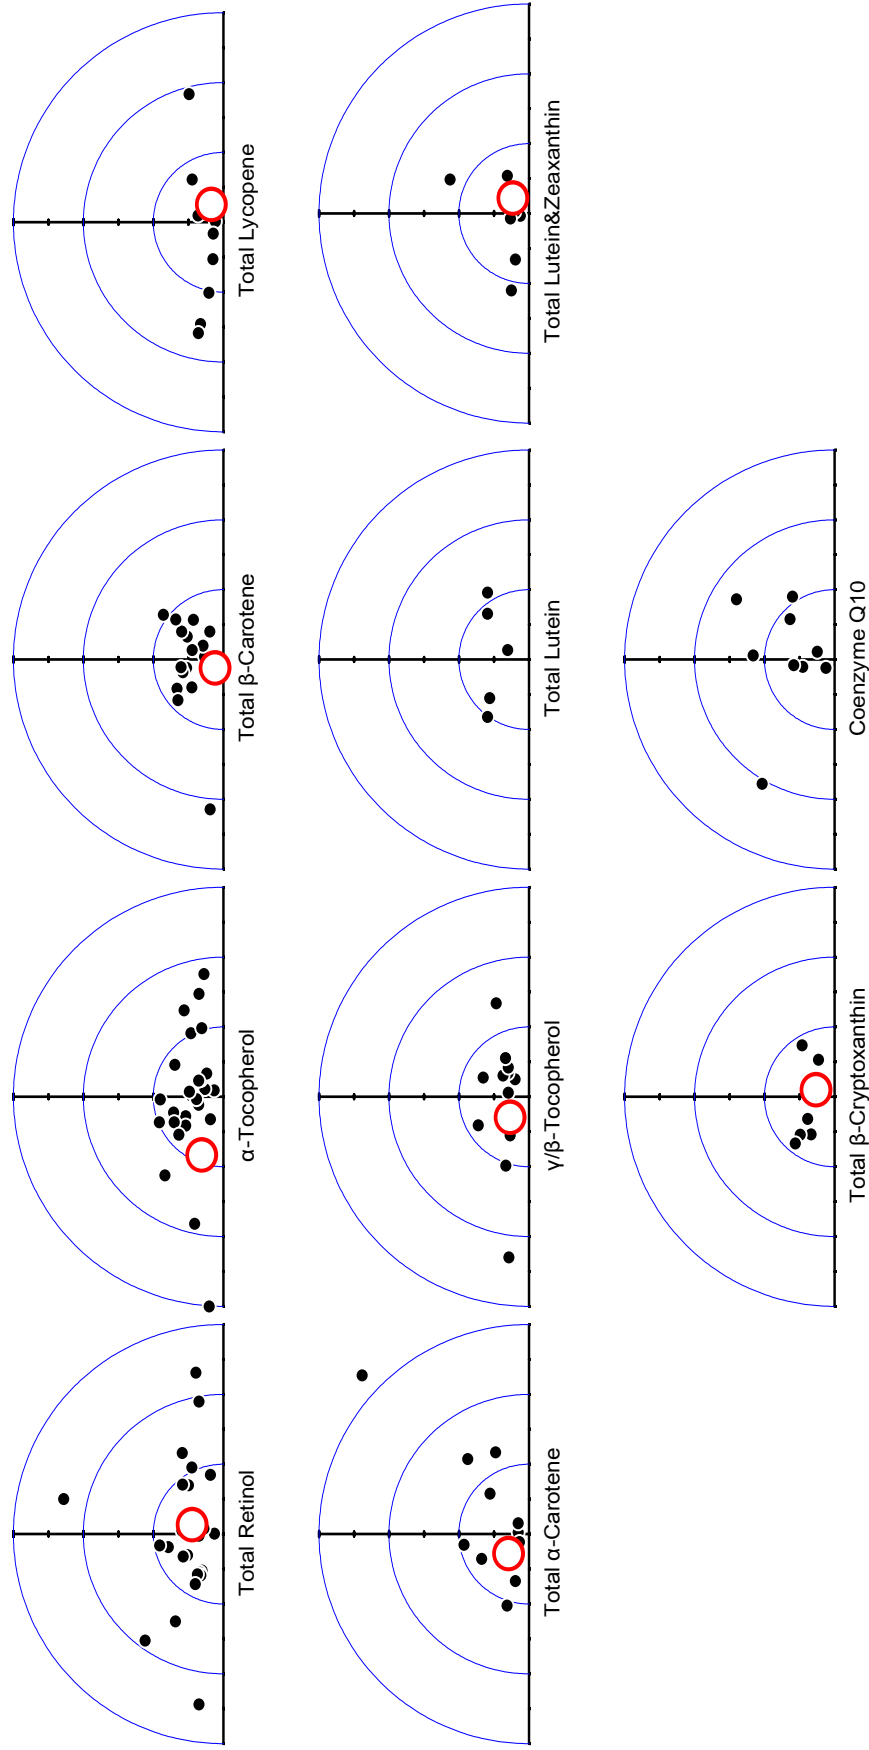 Total Retinol
α-Tocopherol
Total β-Carotene
Total Lycopene
Total α-Carotene
γ/β-Tocopherol
Total Lutein
Total Lutein&Zeaxanthin
Total β-Cryptoxanthin
Coenzyme Q10